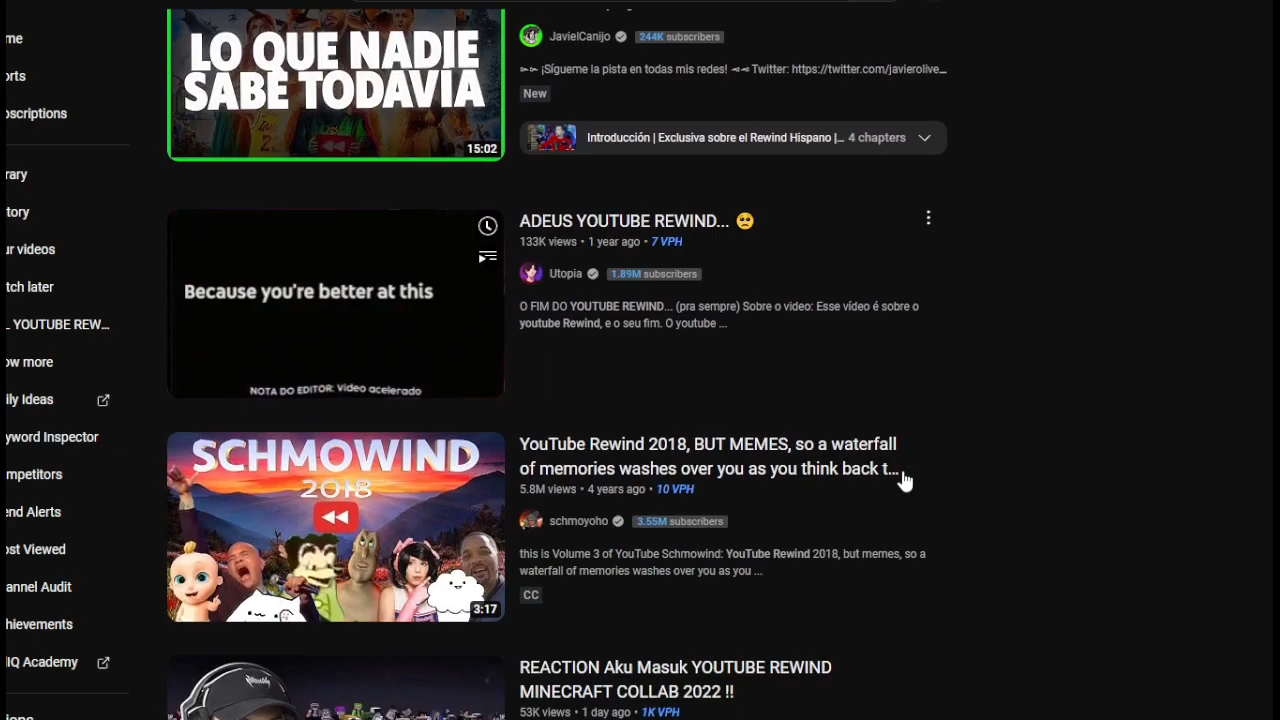 me
orts
oscriptions
rary
tory
ur videos
tch later
L YOUTUBE REW...
ow more
ily Ideas
yword Inspector
mpetitors
end Alerts
ost Viewed
hannel Audit
hievements
IQ Academy
LO QUE NADIE
SABE TODAVIA
15:02
JavielCanijo
244K subscribers
¡Sígueme la pista en todas mis redes! Twitter: https://twitter.com/javierolive...
New
Introducción | Exclusiva sobre el Rewind Hispano |... 4 chapters
Because you're better at this
NOTA DO EDITOR: Vídeo acelerado
ADEUS YOUTUBE REWIND... 🥺
133K views • 1 year ago • 7 VPH
Utopia
1.89M subscribers
O FIM DO YOUTUBE REWIND... (pra sempre) Sobre o video: Esse vídeo é sobre o
youtube Rewind, e o seu fim. O youtube ...
SCHMOWIND
2018
3:17
YouTube Rewind 2018, BUT MEMES, so a waterfall
of memories washes over you as you think back t...
5.8M views • 4 years ago • 10 VPH
schmoyoho
3.55M subscribers
this is Volume 3 of YouTube Schmowind: YouTube Rewind 2018, but memes, so a
waterfall of memories washes over you as you ...
CC
REACTION Aku Masuk YOUTUBE REWIND
MINECRAFT COLLAB 2022 !!
53K views • 1 day ago • 1K VPH